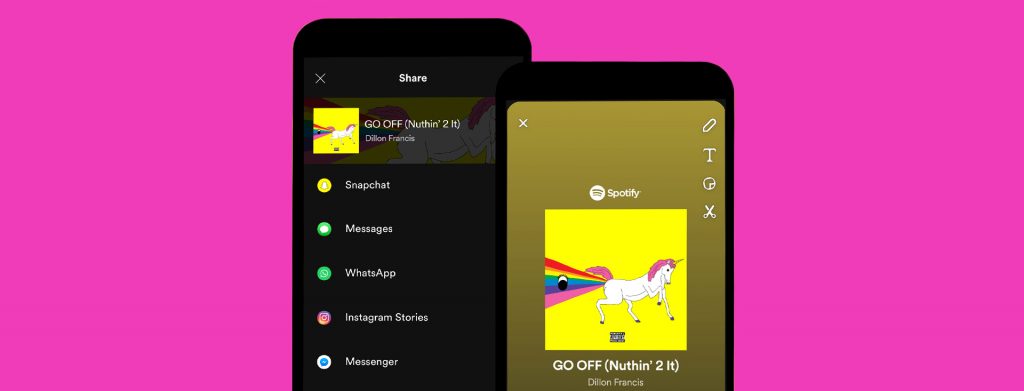 Share
GO OFF (Nuthin' 2 It)
Dillon Francis
Snapchat
Messages
WhatsApp
Instagram Stories
Messenger
T
Spotify
GO OFF (Nuthin' 2 It)
Dillon Francis